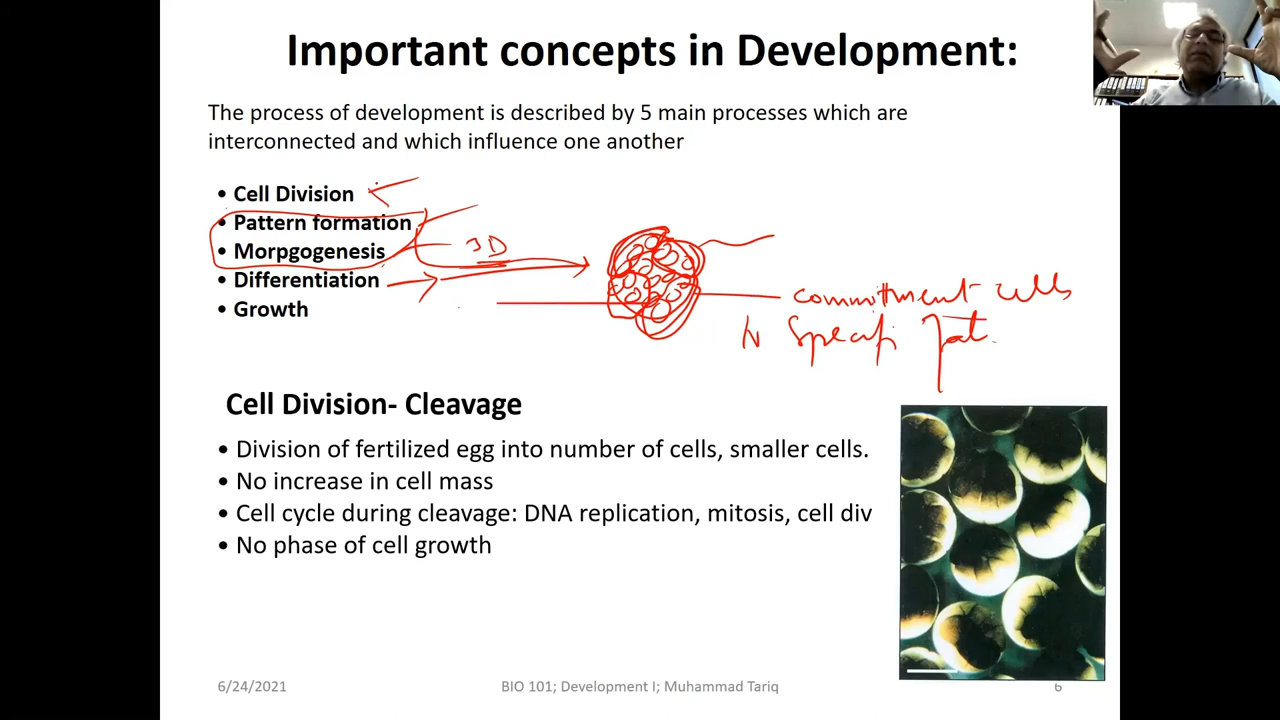 Important concepts in Development:
The process of development is described by 5 main processes which are
interconnected and which influence one another
• Cell Division
• Pattern formation
• Morpgogenesis
• Differentiation
• Growth
3D
commitment cells
Specific
Cell Division- Cleavage
• Division of fertilized egg into number of cells, smaller cells.
• No increase in cell mass
• Cell cycle during cleavage: DNA replication, mitosis, cell div
• No phase of cell growth
6/24/2021
BIO 101; Development I; Muhammad Tariq
6